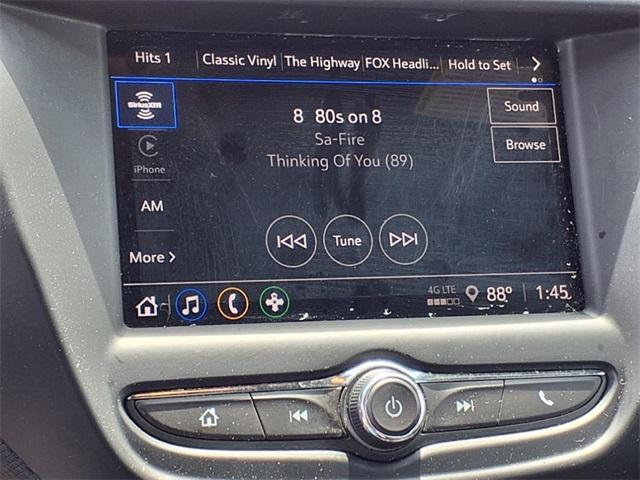 Hits 1 Classic Vinyl The Highway FOX Headli... Hold to Set
SiriusXM
8 80s on 8
Sound
Sa-Fire
iPhone
Thinking Of You (89)
Browse
AM
Tune
More
4G LTE 88° 1:45